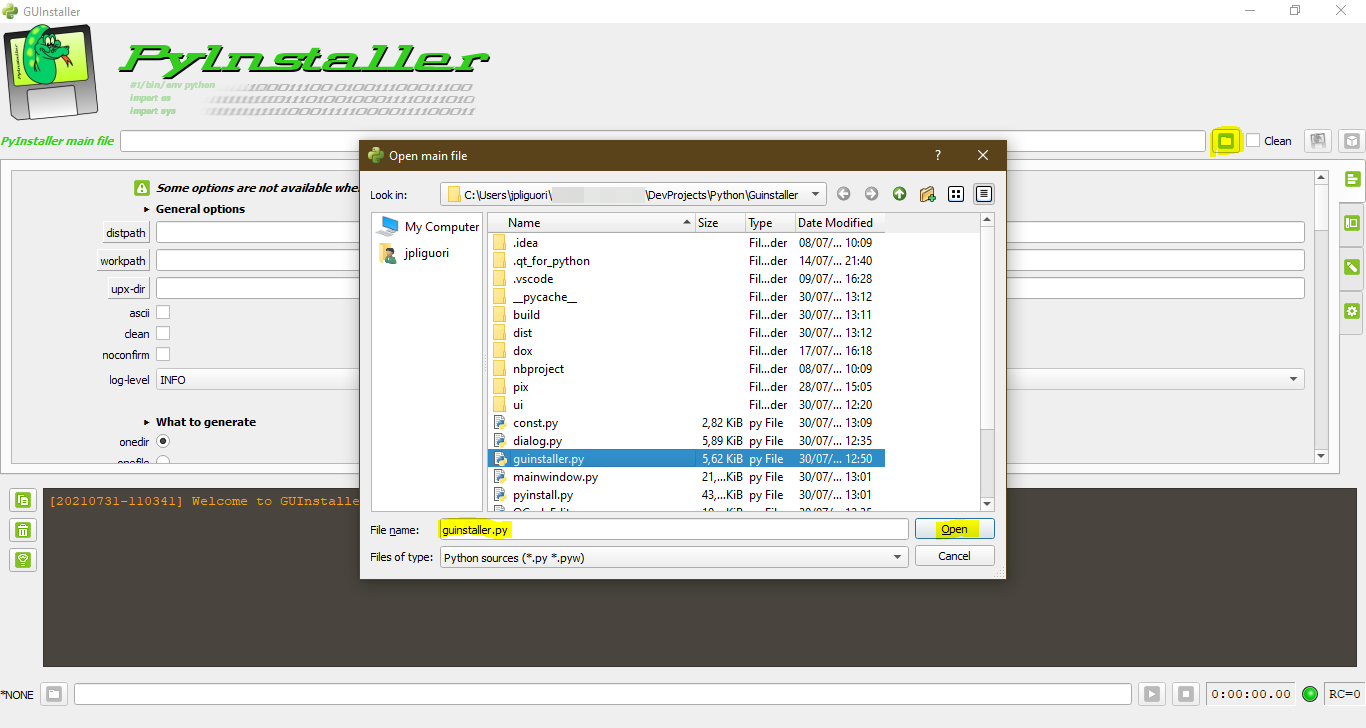 GUInstaller
PyInstaller
#!/bin/env python
import os
import sys
PyInstaller main file
Clean
Some options are not available whe
General options
distpath
workpath
upx-dir
ascii
clean
noconfirm
log-level INFO
What to generate
onedir
onefile
[20210731-110341] Welcome to GUInstalle
Open main file
?
Look in: C:\Users\jpliguori\ \DevProjects\Python\Guinstaller
My Computer
jpliguori
Name Size Type Date Modified
.idea Fil...der 08/07/... 10:09
.qt_for_python Fil...der 14/07/... 21:40
.vscode Fil...der 09/07/... 16:28
__pycache__ Fil...der 30/07/... 13:12
build Fil...der 30/07/... 13:11
dist Fil...der 30/07/... 13:12
dox Fil...der 17/07/... 16:18
nbproject Fil...der 08/07/... 10:09
pix Fil...der 28/07/... 15:05
ui Fil...der 30/07/... 12:20
const.py 2,82 KiB py File 30/07/... 13:09
dialog.py 5,89 KiB py File 30/07/... 12:35
guinstaller.py 5,62 KiB py File 30/07/... 12:50
mainwindow.py 21,...KiB py File 30/07/... 13:01
pyinstall.py 43,...KiB py File 30/07/... 13:01
File name: guinstaller.py Open
Files of type: Python sources (*.py *.pyw) Cancel
*NONE
0:00:00.00
RC=0